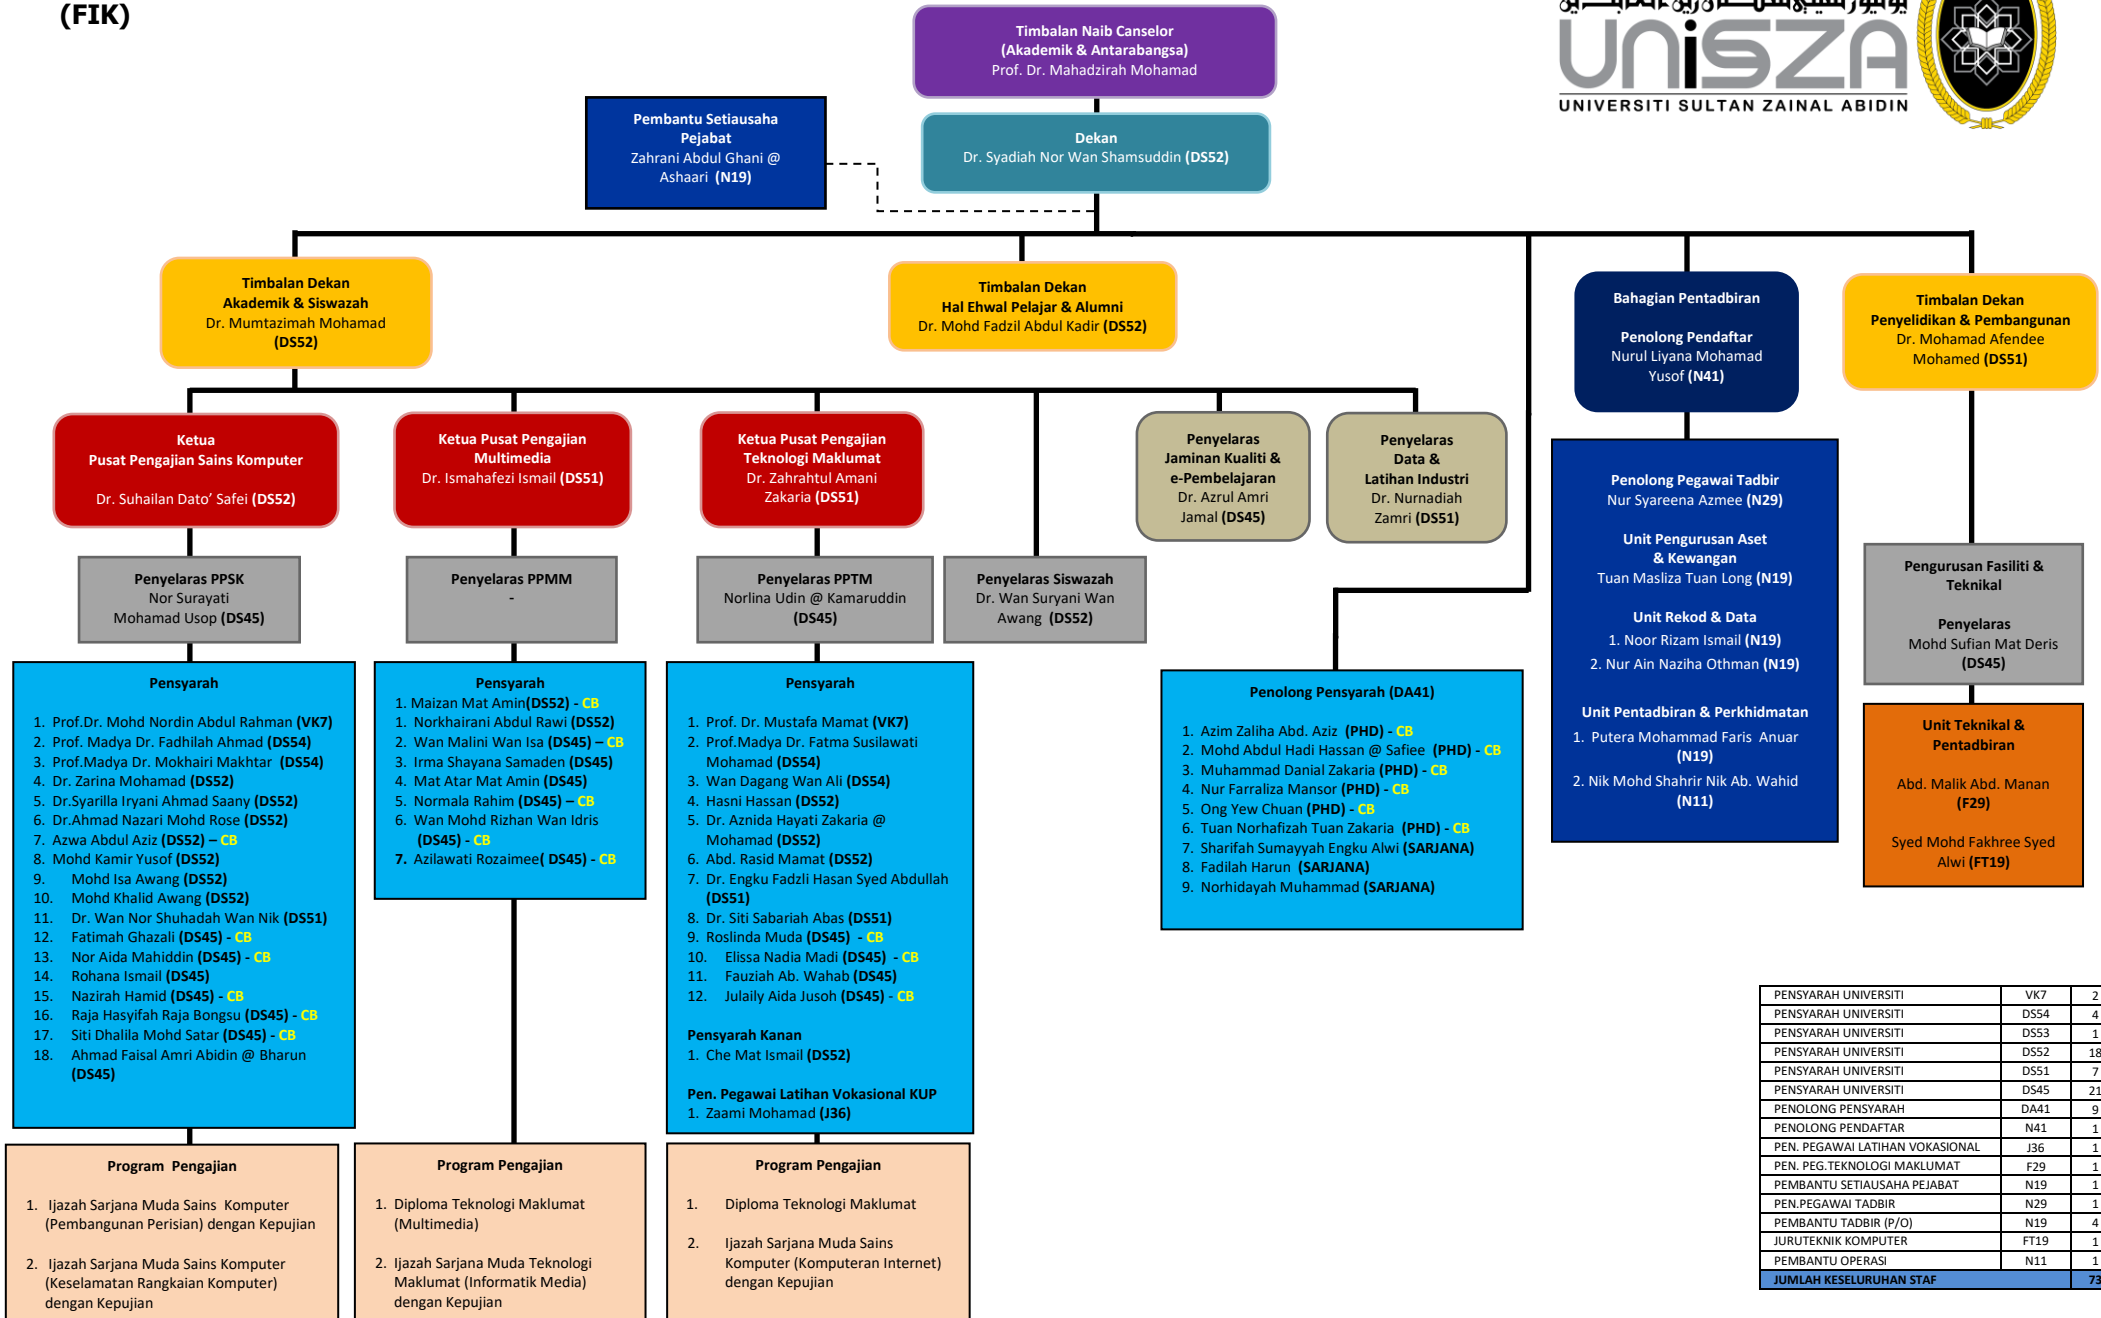 (FIK)
UNiSZA
UNIVERSITI SULTAN ZAINAL ABIDIN
Timbalan Naib Canselor
(Akademik & Antarabangsa)
Prof. Dr. Mahadzirah Mohamad
Pembantu Setiausaha
Pejabat
Zahrani Abdul Ghani @
Ashaari (N19)
Dekan
Dr. Syadiah Nor Wan Shamsuddin (DS52)
Timbalan Dekan
Akademik & Siswazah
Dr. Mumtazimah Mohamad
(DS52)
Timbalan Dekan
Hal Ehwal Pelajar & Alumni
Dr. Mohd Fadzil Abdul Kadir (DS52)
Bahagian Pentadbiran
Penolong Pendaftar
Nurul Liyana Mohamad
Yusof (N41)
Timbalan Dekan
Penyelidikan & Pembangunan
Dr. Mohamad Afendee
Mohamed (DS51)
Ketua
Pusat Pengajian Sains Komputer
Dr. Suhailan Dato’ Safei (DS52)
Ketua Pusat Pengajian
Multimedia
Dr. Ismahafezi Ismail (DS51)
Ketua Pusat Pengajian
Teknologi Maklumat
Dr. Zahrahtul Amani
Zakaria (DS51)
Penyelaras
Jaminan Kualiti &
e-Pembelajaran
Dr. Azrul Amri
Jamal (DS45)
Penyelaras
Data &
Latihan Industri
Dr. Nurnadiah
Zamri (DS51)
Penyelaras PPSK
Nor Surayati
Mohamad Usop (DS45)
Penyelaras PPMM
-
Penyelaras PPTM
Norlina Udin @ Kamaruddin
(DS45)
Penyelaras Siswazah
Dr. Wan Suryani Wan
Awang (DS52)
Penolong Pegawai Tadbir
Nur Syareena Azmee (N29)
Unit Pengurusan Aset
& Kewangan
Tuan Masliza Tuan Long (N19)
Unit Rekod & Data
1. Noor Rizam Ismail (N19)
2. Nur Ain Naziha Othman (N19)
Unit Pentadbiran & Perkhidmatan
1. Putera Mohammad Faris Anuar
(N19)
2. Nik Mohd Shahrir Nik Ab. Wahid
(N11)
Pengurusan Fasiliti &
Teknikal
Penyelaras
Mohd Sufian Mat Deris
(DS45)
Unit Teknikal &
Pentadbiran
Abd. Malik Abd. Manan
(F29)
Syed Mohd Fakhree Syed
Alwi (FT19)
Pensyarah
1. Prof.Dr. Mohd Nordin Abdul Rahman (VK7)
2. Prof. Madya Dr. Fadhilah Ahmad (DS54)
3. Prof.Madya Dr. Mokhairi Makhtar (DS54)
4. Dr. Zarina Mohamad (DS52)
5. Dr.Syarilla Iryani Ahmad Saany (DS52)
6. Dr.Ahmad Nazari Mohd Rose (DS52)
7. Azwa Abdul Aziz (DS52) – CB
8. Mohd Kamir Yusof (DS52)
9. Mohd Isa Awang (DS52)
10. Mohd Khalid Awang (DS52)
11. Dr. Wan Nor Shuhadah Wan Nik (DS51)
12. Fatimah Ghazali (DS45) - CB
13. Nor Aida Mahiddin (DS45) - CB
14. Rohana Ismail (DS45)
15. Nazirah Hamid (DS45) - CB
16. Raja Hasyifah Raja Bongsu (DS45) - CB
17. Siti Dhalila Mohd Satar (DS45) - CB
18. Ahmad Faisal Amri Abidin @ Bharun
(DS45)
Pensyarah
1. Maizan Mat Amin(DS52) - CB
1. Norkhairani Abdul Rawi (DS52)
2. Wan Malini Wan Isa (DS45) – CB
3. Irma Shayana Samaden (DS45)
4. Mat Atar Mat Amin (DS45)
5. Normala Rahim (DS45) – CB
6. Wan Mohd Rizhan Wan Idris
(DS45) - CB
7. Azilawati Rozaimee( DS45) - CB
Pensyarah
1. Prof. Dr. Mustafa Mamat (VK7)
2. Prof.Madya Dr. Fatma Susilawati
Mohamad (DS54)
3. Wan Dagang Wan Ali (DS54)
4. Hasni Hassan (DS52)
5. Dr. Aznida Hayati Zakaria @
Mohamad (DS52)
6. Abd. Rasid Mamat (DS52)
7. Dr. Engku Fadzli Hasan Syed Abdullah
(DS51)
8. Dr. Siti Sabariah Abas (DS51)
9. Roslinda Muda (DS45) - CB
10. Elissa Nadia Madi (DS45) - CB
11. Fauziah Ab. Wahab (DS45)
12. Julaily Aida Jusoh (DS45) - CB
Pensyarah Kanan
1. Che Mat Ismail (DS52)
Pen. Pegawai Latihan Vokasional KUP
1. Zaami Mohamad (J36)
Penolong Pensyarah (DA41)
1. Azim Zaliha Abd. Aziz (PHD) - CB
2. Mohd Abdul Hadi Hassan @ Safiee (PHD) - CB
3. Muhammad Danial Zakaria (PHD) - CB
4. Nur Farraliza Mansor (PHD) - CB
5. Ong Yew Chuan (PHD) - CB
6. Tuan Norhafizah Tuan Zakaria (PHD) - CB
7. Sharifah Sumayyah Engku Alwi (SARJANA)
8. Fadilah Harun (SARJANA)
9. Norhidayah Muhammad (SARJANA)
Program Pengajian
1. Ijazah Sarjana Muda Sains Komputer
(Pembangunan Perisian) dengan Kepujian
2. Ijazah Sarjana Muda Sains Komputer
(Keselamatan Rangkaian Komputer)
dengan Kepujian
Program Pengajian
1. Diploma Teknologi Maklumat
(Multimedia)
2. Ijazah Sarjana Muda Teknologi
Maklumat (Informatik Media)
dengan Kepujian
Program Pengajian
1. Diploma Teknologi Maklumat
2. Ijazah Sarjana Muda Sains
Komputer (Komputeran Internet)
dengan Kepujian
PENSYARAH UNIVERSITI VK7 2
PENSYARAH UNIVERSITI DS54 4
PENSYARAH UNIVERSITI DS53 1
PENSYARAH UNIVERSITI DS52 18
PENSYARAH UNIVERSITI DS51 7
PENSYARAH UNIVERSITI DS45 21
PENOLONG PENSYARAH DA41 9
PENOLONG PENDAFTAR N41 1
PEN. PEGAWAI LATIHAN VOKASIONAL J36 1
PEN. PEG.TEKNOLOGI MAKLUMAT F29 1
PEMBANTU SETIAUSAHA PEJABAT N19 1
PEN.PEGAWAI TADBIR N29 1
PEMBANTU TADBIR (P/O) N19 4
JURUTEKNIK KOMPUTER FT19 1
PEMBANTU OPERASI N11 1
JUMLAH KESELURUHAN STAF 73